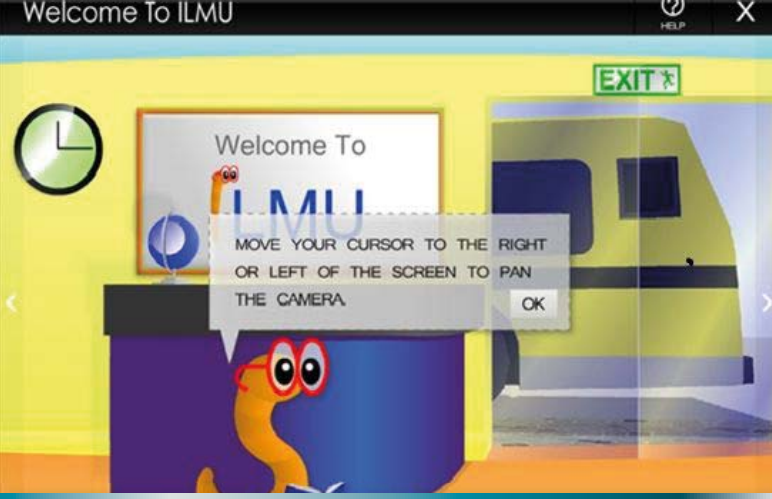 Welcome To ILMU
HELP
X
EXIT
Welcome To
ILMU
MOVE YOUR CURSOR TO THE RIGHT
OR LEFT OF THE SCREEN TO PAN
THE CAMERA.
OK